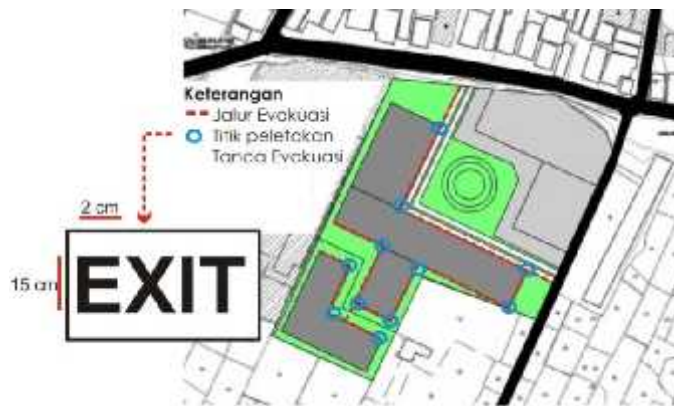 Keterangan
Jalur Evakuasi
Titik peletakan
Tanda Evakuasi
2 cm
15 cm
EXIT